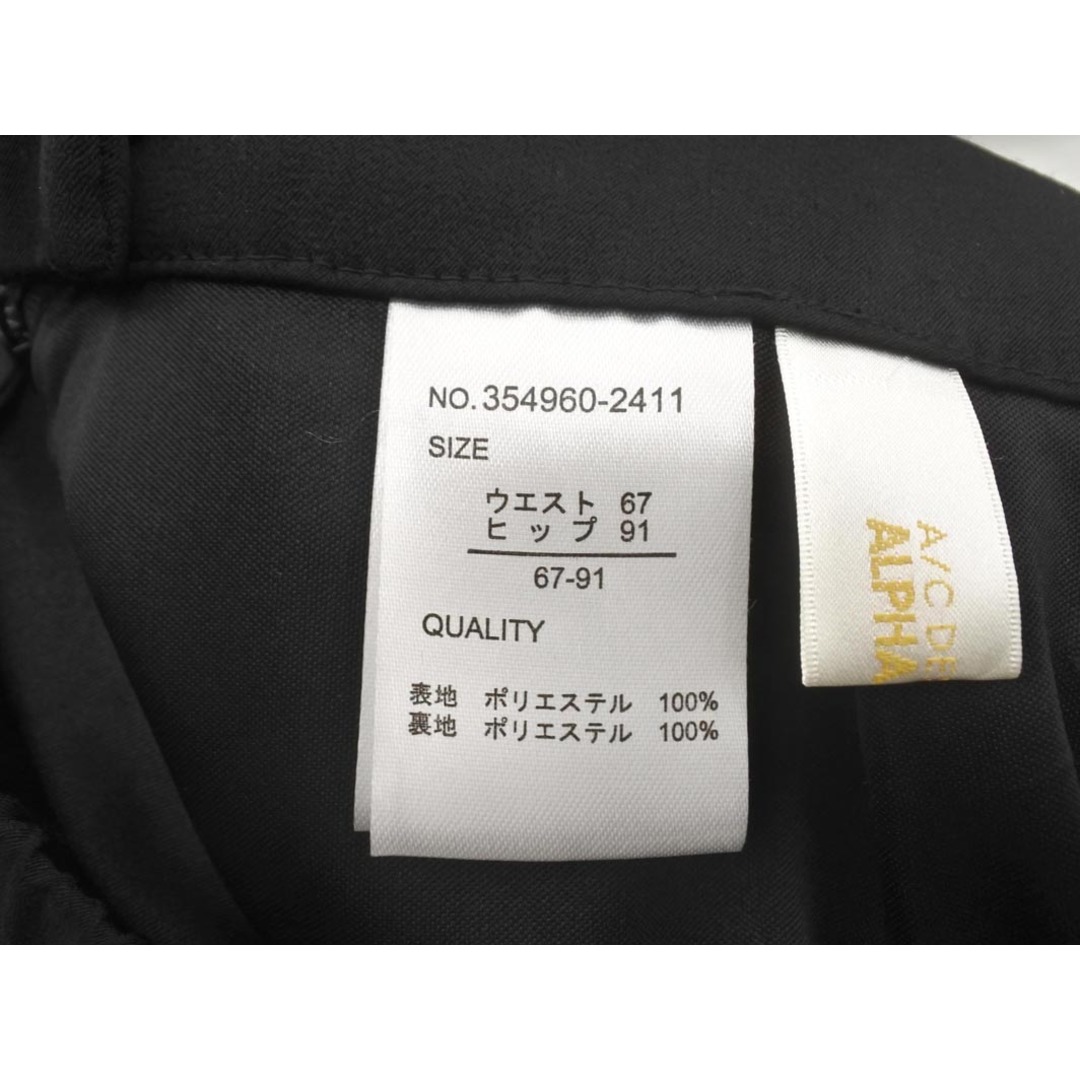 NO. 354960-2411
SIZE
ウエスト 67
ヒップ 91
67-91
QUALITY
表地 ポリエステル 100%
裏地 ポリエステル 100%
A/C
ALPHA